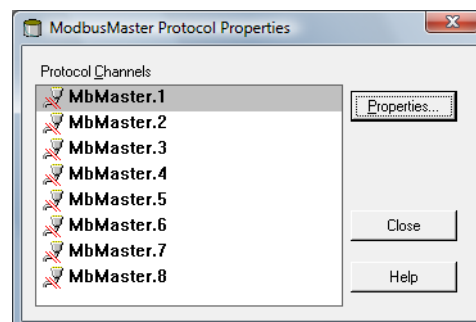 ModbusMaster Protocol Properties
Protocol Channels
MbMaster.1
Properties...
MbMaster.2
MbMaster.3
MbMaster.4
MbMaster.5
MbMaster.6
Close
MbMaster.7
MbMaster.8
Help